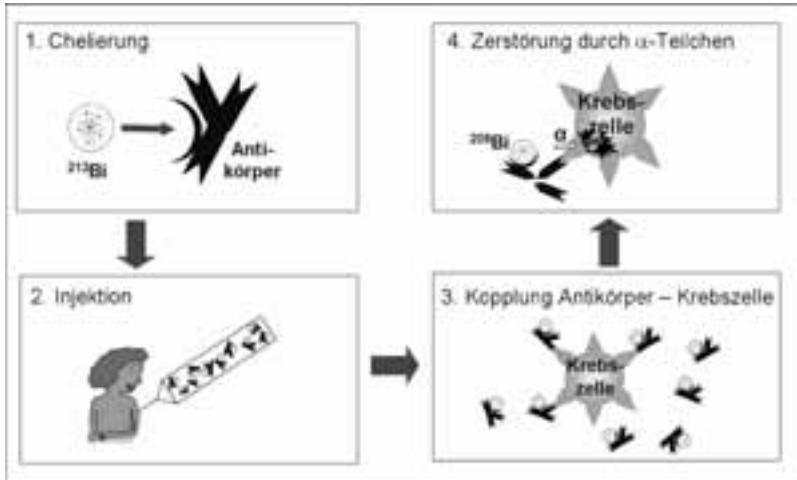 1. Chelierung
²¹³Bi
Anti-
körper
2. Injektion
3. Kopplung Antikörper – Krebszelle
Krebs-
zelle
4. Zerstörung durch α-Teilchen
Krebs-
zelle
α
²⁰⁹Bi